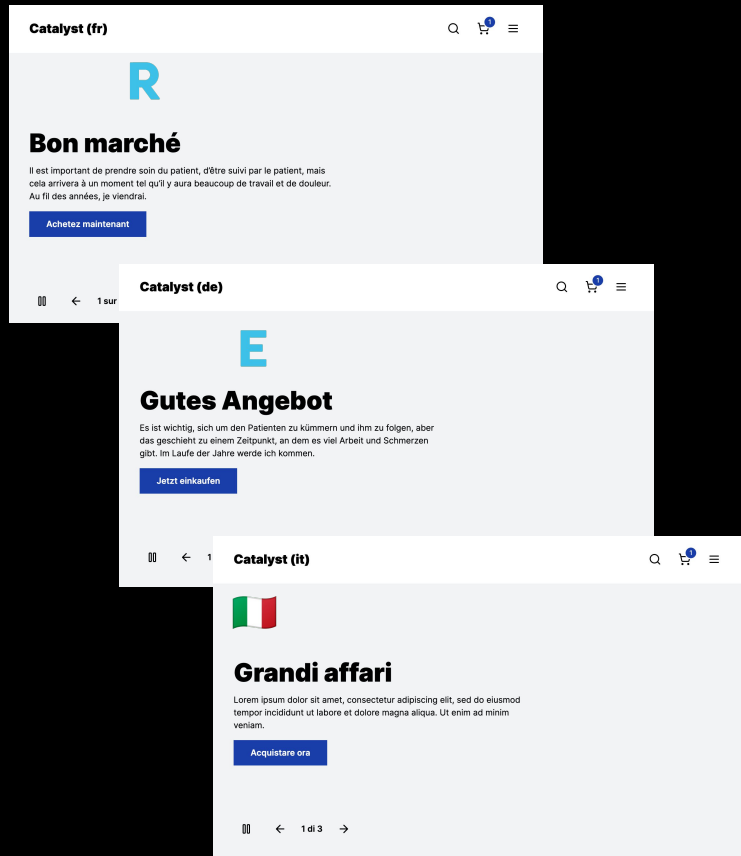 Catalyst (fr)
1
R
Bon marché
Il est important de prendre soin du patient, d'être suivi par le patient, mais
cela arrivera à un moment tel qu'il y aura beaucoup de travail et de douleur.
Au fil des années, je viendrai.
Achetez maintenant
1 sur
Catalyst (de)
1
E
Gutes Angebot
Es ist wichtig, sich um den Patienten zu kümmern und ihm zu folgen, aber
das geschieht zu einem Zeitpunkt, an dem es viel Arbeit und Schmerzen
gibt. Im Laufe der Jahre werde ich kommen.
Jetzt einkaufen
1
Catalyst (it)
1
Grandi affari
Lorem ipsum dolor sit amet, consectetur adipiscing elit, sed do eiusmod
tempor incididunt ut labore et dolore magna aliqua. Ut enim ad minim
veniam.
Acquistare ora
1 di 3